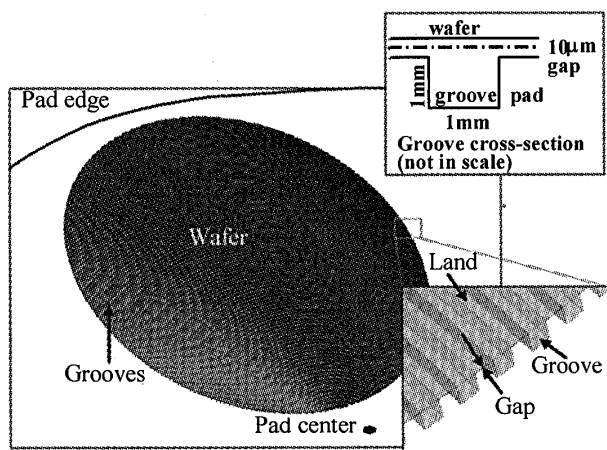 wafer
10μm
gap
1mm
groove
pad
1mm
Groove cross-section
(not in scale)
Pad edge
Wafer
Land
Grooves
Groove
Gap
Pad center